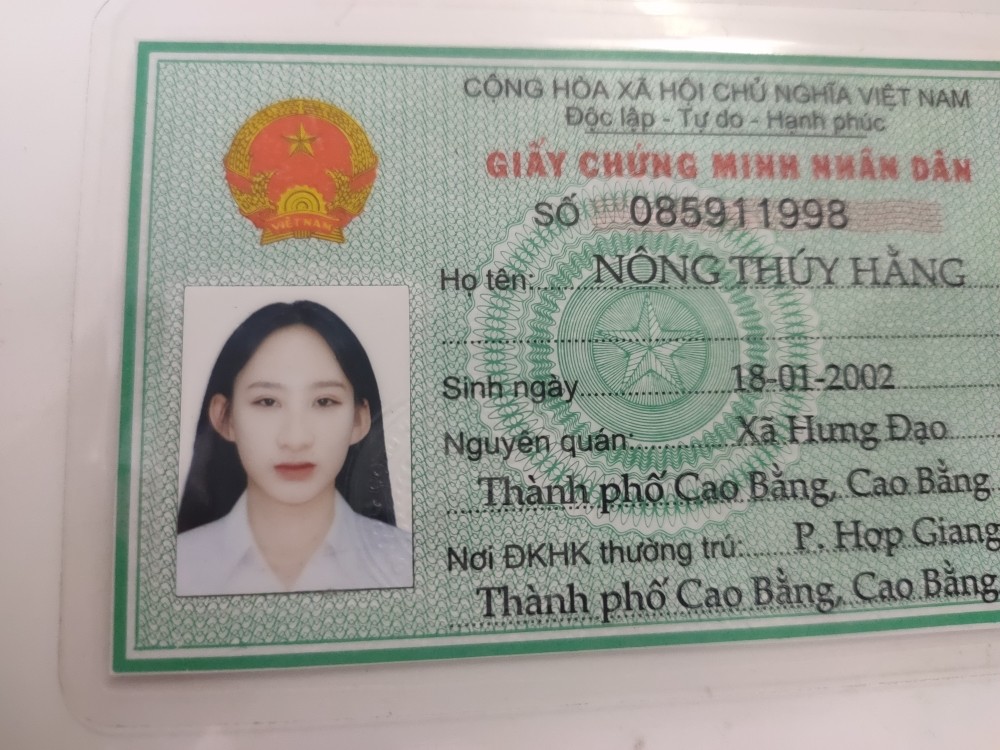 CỘNG HÒA XÃ HỘI CHỦ NGHĨA VIỆT NAM
Độc lập - Tự do - Hạnh phúc
GIẤY CHỨNG MINH NHÂN DÂN
SỐ 085911998
Họ tên: NÔNG THÚY HẰNG
Sinh ngày 18-01-2002
Nguyên quán: Xã Hưng Đạo
Thành phố Cao Bằng, Cao Bằng.
Nơi ĐKHK thường trú: P. Hợp Giang
Thành phố Cao Bằng, Cao Bằng.
VIỆT NAM